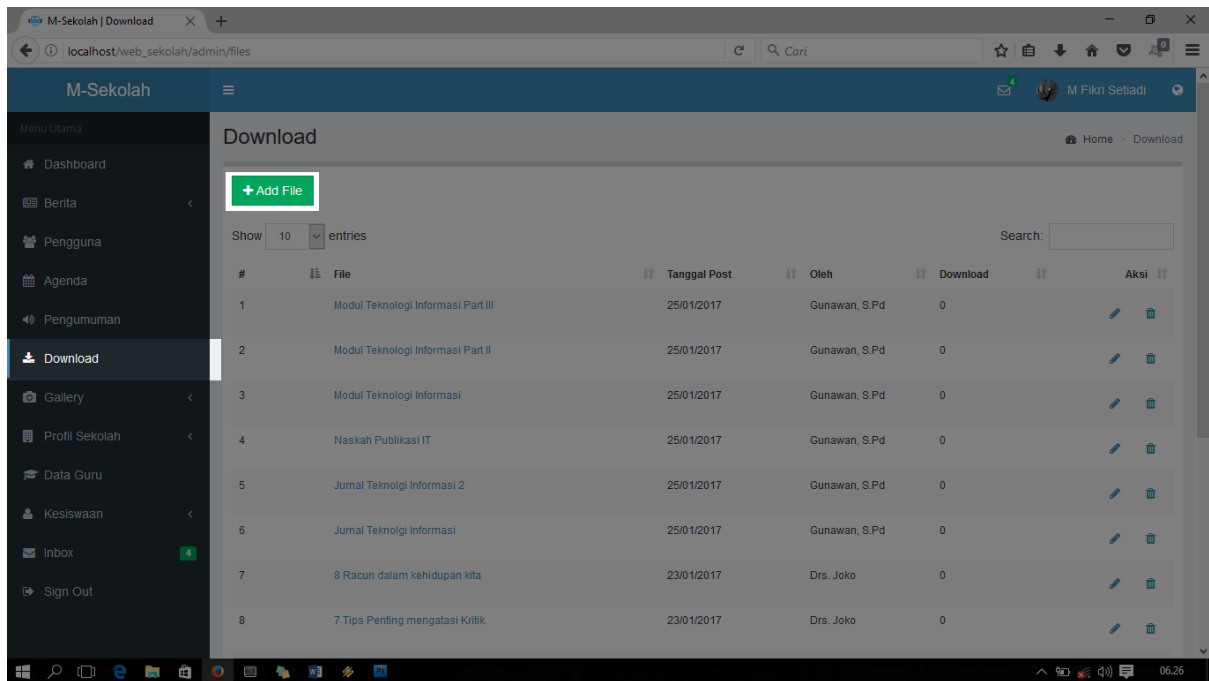 M-Sekolah | Download
localhost/web_sekolah/admin/files
Cari
0
M-Sekolah
4
M Fikri Setiadi
Menu Utama
Dashboard
Berita
Pengguna
Agenda
Pengumuman
Download
Gallery
Profil Sekolah
Data Guru
Kesiswaan
Inbox 4
Sign Out
Download
Home > Download
+ Add File
Show 10 entries
Search:
# File Tanggal Post Oleh Download Aksi
1 Modul Teknologi Informasi Part III 25/01/2017 Gunawan, S.Pd 0
2 Modul Teknologi Informasi Part II 25/01/2017 Gunawan, S.Pd 0
3 Modul Teknologi Informasi 25/01/2017 Gunawan, S.Pd 0
4 Naskah Publikasi IT 25/01/2017 Gunawan, S.Pd 0
5 Jurnal Teknolgi Informasi 2 25/01/2017 Gunawan, S.Pd 0
6 Jurnal Teknolgi Informasi 25/01/2017 Gunawan, S.Pd 0
7 8 Racun dalam kehidupan kita 23/01/2017 Drs. Joko 0
8 7 Tips Penting mengatasi Kritik 23/01/2017 Drs. Joko 0
06.26